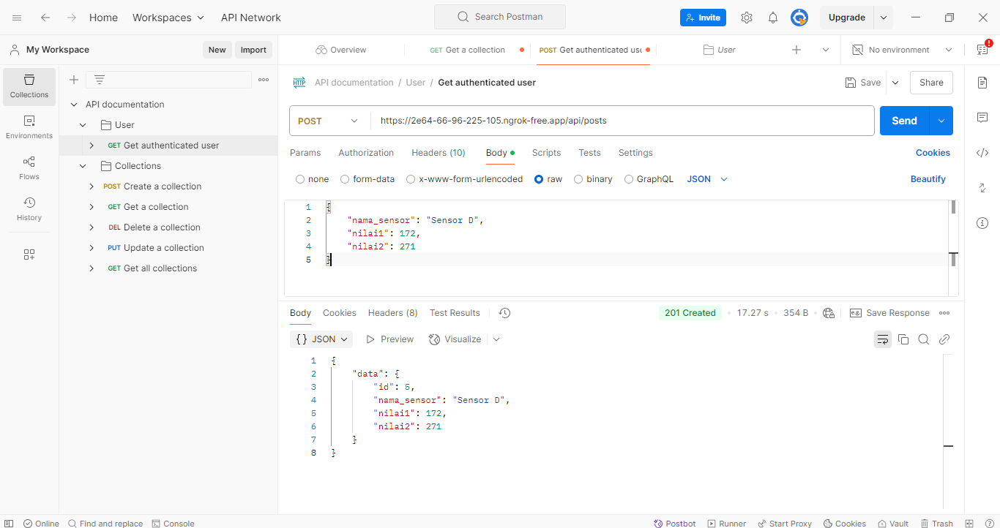 Home Workspaces API Network Search Postman Invite Upgrade
My Workspace New Import Overview GET Get a collection POST Get authenticated use User No environment
Collections
Environments
Flows
History
API documentation
User
GET Get authenticated user
Collections
POST Create a collection
GET Get a collection
DEL Delete a collection
PUT Update a collection
GET Get all collections
HTTP API documentation / User / Get authenticated user Save Share
POST https://2e64-66-96-225-105.ngrok-free.app/api/posts Send
Params Authorization Headers (10) Body Scripts Tests Settings Cookies
none form-data x-www-form-urlencoded raw binary GraphQL JSON Beautify
1 {
2 "nama_sensor": "Sensor D",
3 "nilai1": 172,
4 "nilai2": 271
5 }
Body Cookies Headers (8) Test Results 201 Created 17.27 s 354 B e.g. Save Response
{} JSON Preview Visualize
1 {
2 "data": {
3 "id": 5,
4 "nama_sensor": "Sensor D",
5 "nilai1": 172,
6 "nilai2": 271
7 }
8 }
Online Find and replace Console Postbot Runner Start Proxy Cookies Vault Trash